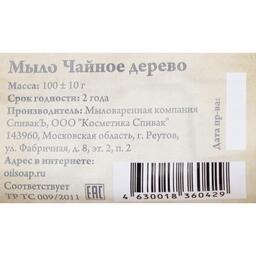 Мыло Чайное дерево
Масса: 100 ± 10 г
Срок годности: 2 года
Производитель: Мыловаренная компания
СпивакЪ, ООО "Косметика Спивак"
143960, Московская область, г. Реутов,
ул. Фабричная, д. 8, эт. 2, п. 2
Адрес в интернете:
oilsoap.ru
Соответствует
ТР ТС 009/2011
EAC
4 630018 360429
Дата пр-ва: